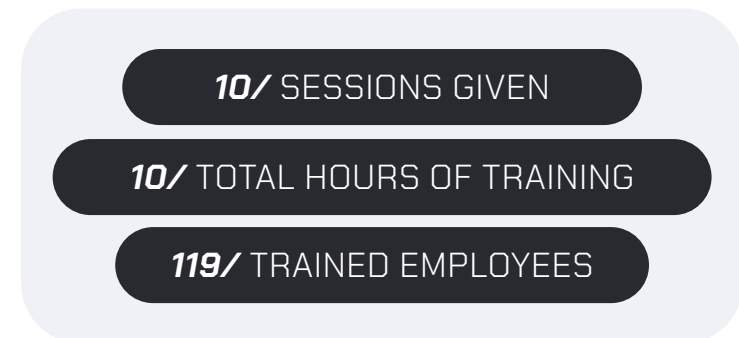 10/ SESSIONS GIVEN
10/ TOTAL HOURS OF TRAINING
119/ TRAINED EMPLOYEES